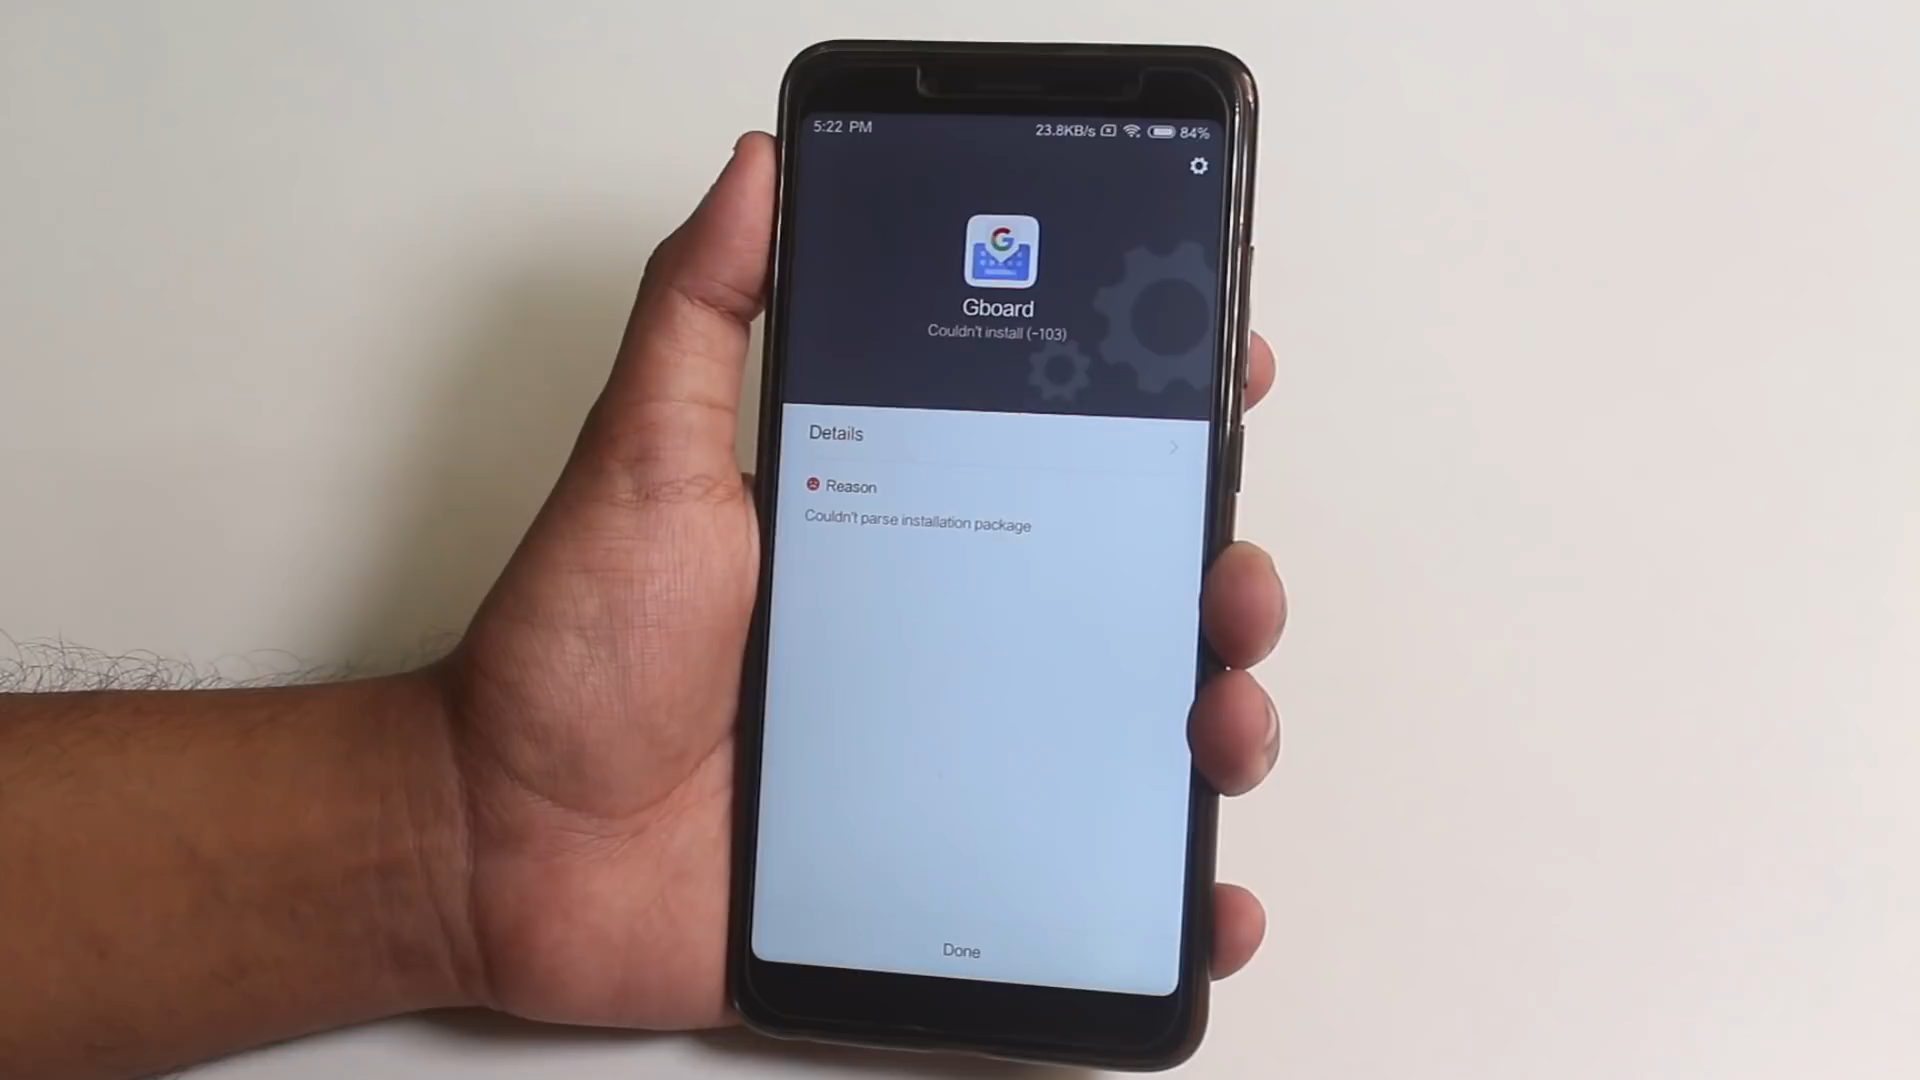 5:22 PM
23.8KB/s 84%
G
Gboard
Couldn't install (-103)
Details
Reason
Couldn't parse installation package
Done